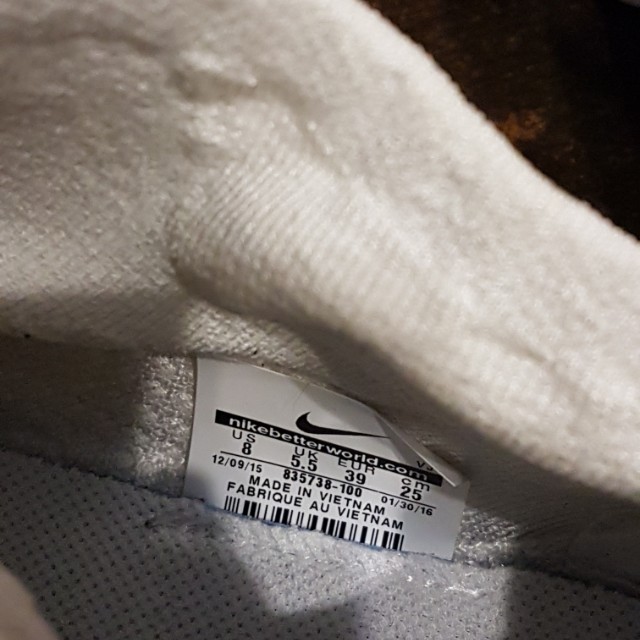 nikebetterworld.com
US UK EUR cm
8 5.5 39 25
12/09/15 835738-100 01/30/16
MADE IN VIETNAM
FABRIQUE AU VIETNAM